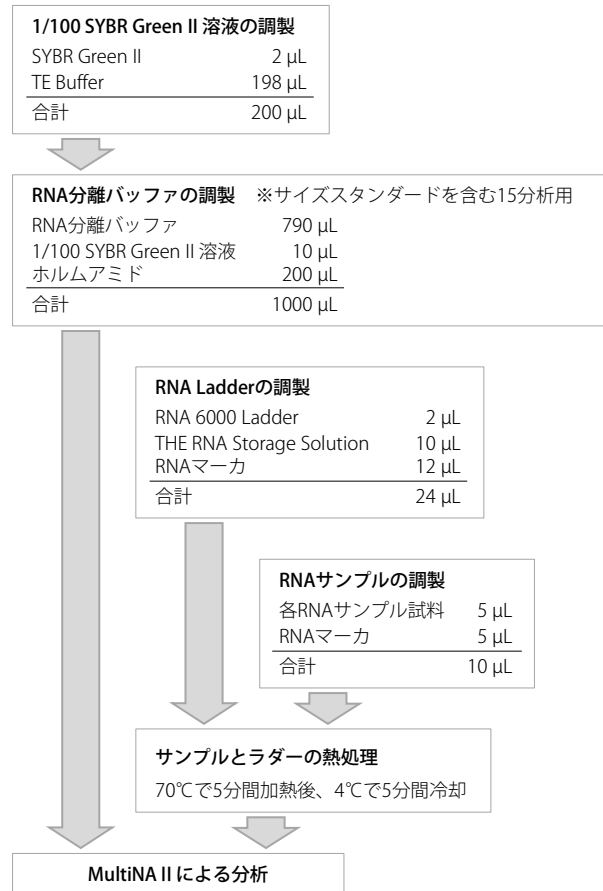 1/100 SYBR Green II 溶液の調製
SYBR Green II 2 µL
TE Buffer 198 µL
合計 200 µL
RNA分離バッファの調製 ※サイズスタンダードを含む15分析用
RNA分離バッファ 790 µL
1/100 SYBR Green II 溶液 10 µL
ホルムアミド 200 µL
合計 1000 µL
RNA Ladderの調製
RNA 6000 Ladder 2 µL
THE RNA Storage Solution 10 µL
RNAマーカ 12 µL
合計 24 µL
RNAサンプルの調製
各RNAサンプル試料 5 µL
RNAマーカ 5 µL
合計 10 µL
サンプルとラダーの熱処理
70℃で5分間加熱後、4℃で5分間冷却
MultiNA II による分析